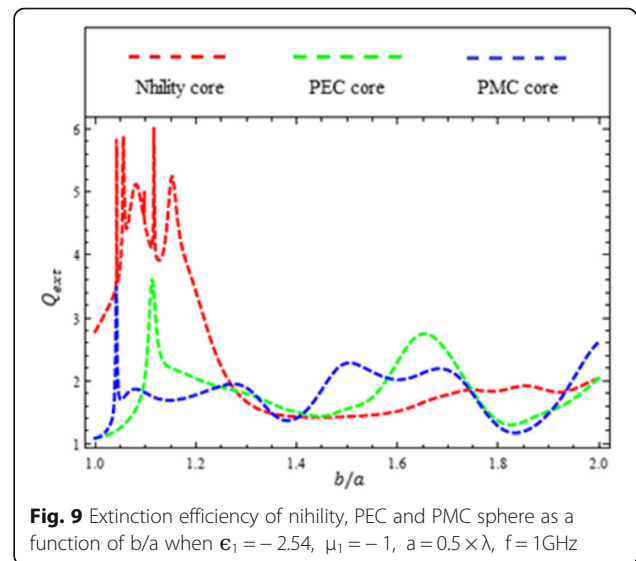 Nhility core PEC core PMC core
6
5
4
3
2
1
Q_ext
1.0 1.2 1.4 1.6 1.8 2.0
b/a
Fig. 9 Extinction efficiency of nihility, PEC and PMC sphere as a
function of b/a when ϵ₁ = − 2.54, μ₁ = − 1, a = 0.5 × λ, f = 1GHz